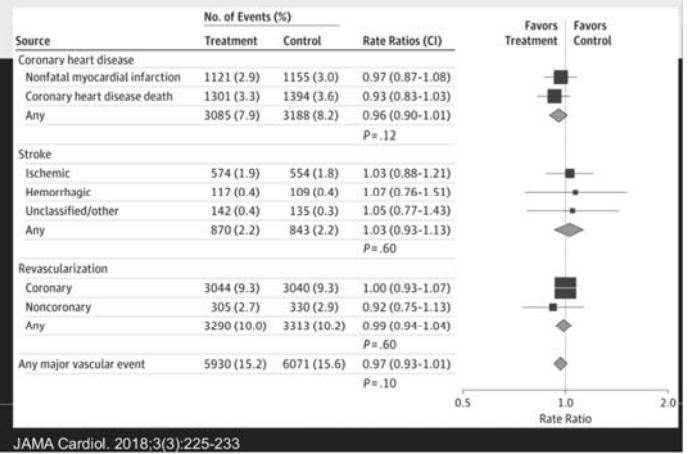 No. of Events (%)
Favors Favors
Source Treatment Control Rate Ratios (CI) Treatment Control
Coronary heart disease
Nonfatal myocardial infarction 1121 (2.9) 1155 (3.0) 0.97 (0.87-1.08)
Coronary heart disease death 1301 (3.3) 1394 (3.6) 0.93 (0.83-1.03)
Any 3085 (7.9) 3188 (8.2) 0.96 (0.90-1.01)
P = .12
Stroke
Ischemic 574 (1.9) 554 (1.8) 1.03 (0.88-1.21)
Hemorrhagic 117 (0.4) 109 (0.4) 1.07 (0.76-1.51)
Unclassified/other 142 (0.4) 135 (0.3) 1.05 (0.77-1.43)
Any 870 (2.2) 843 (2.2) 1.03 (0.93-1.13)
P = .60
Revascularization
Coronary 3044 (9.3) 3040 (9.3) 1.00 (0.93-1.07)
Noncoronary 305 (2.7) 330 (2.9) 0.92 (0.75-1.13)
Any 3290 (10.0) 3313 (10.2) 0.99 (0.94-1.04)
P = .60
Any major vascular event 5930 (15.2) 6071 (15.6) 0.97 (0.93-1.01)
P = .10
0.5 1.0 2.0
Rate Ratio
JAMA Cardiol. 2018;3(3):225-233